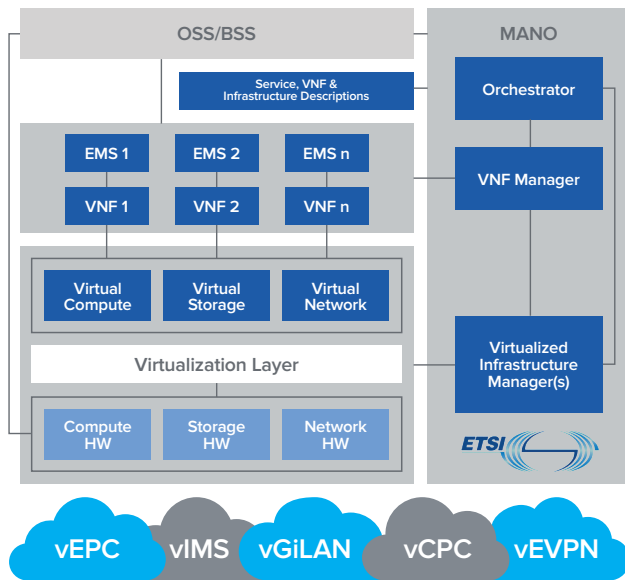 OSS/BSS
MANO
Service, VNF &
Infrastructure Descriptions
Orchestrator
EMS 1
EMS 2
EMS n
VNF Manager
VNF 1
VNF 2
VNF n
Virtual
Compute
Virtual
Storage
Virtual
Network
Virtualized
Infrastructure
Manager(s)
Virtualization Layer
Compute
HW
Storage
HW
Network
HW
ETSI
vEPC
vIMS
vGiLAN
vCPC
vEVPN